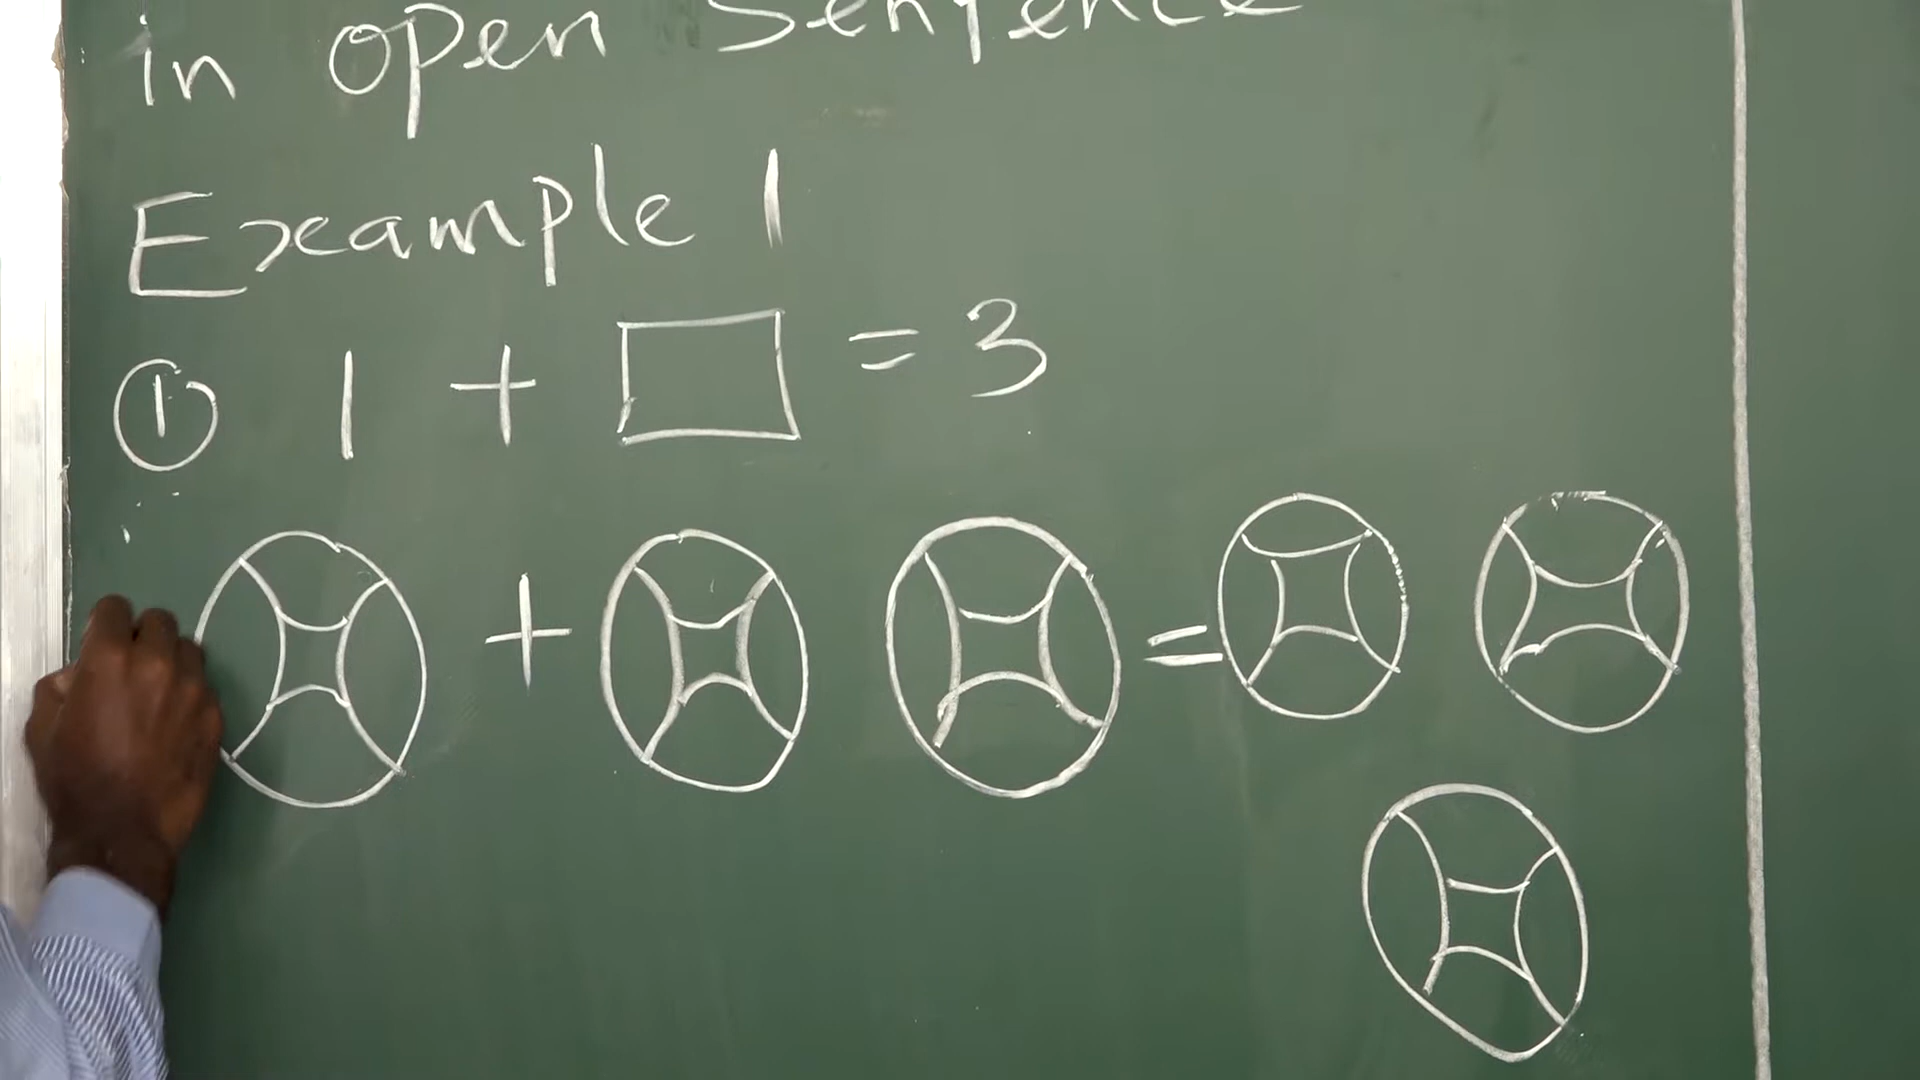 in open Sentence
Example 1
① 1 + □ = 3
+ =